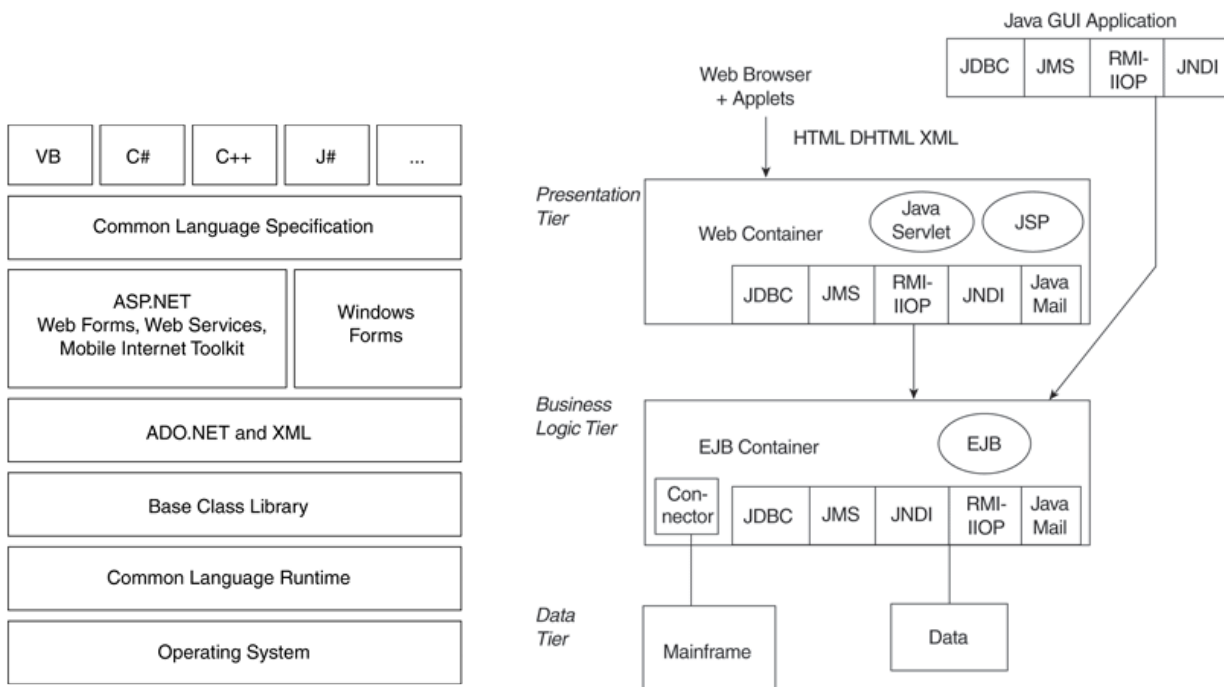 VB
C#
C++
J#
...
Common Language Specification
ASP.NET
Web Forms, Web Services,
Mobile Internet Toolkit
Windows
Forms
ADO.NET and XML
Base Class Library
Common Language Runtime
Operating System
Java GUI Application
JDBC
JMS
RMI-
IIOP
JNDI
Web Browser
+ Applets
HTML DHTML XML
Presentation
Tier
Web Container
Java
Servlet
JSP
JDBC
JMS
RMI-
IIOP
JNDI
Java
Mail
Business
Logic Tier
EJB Container
EJB
Con-
nector
JDBC
JMS
JNDI
RMI-
IIOP
Java
Mail
Data
Tier
Mainframe
Data